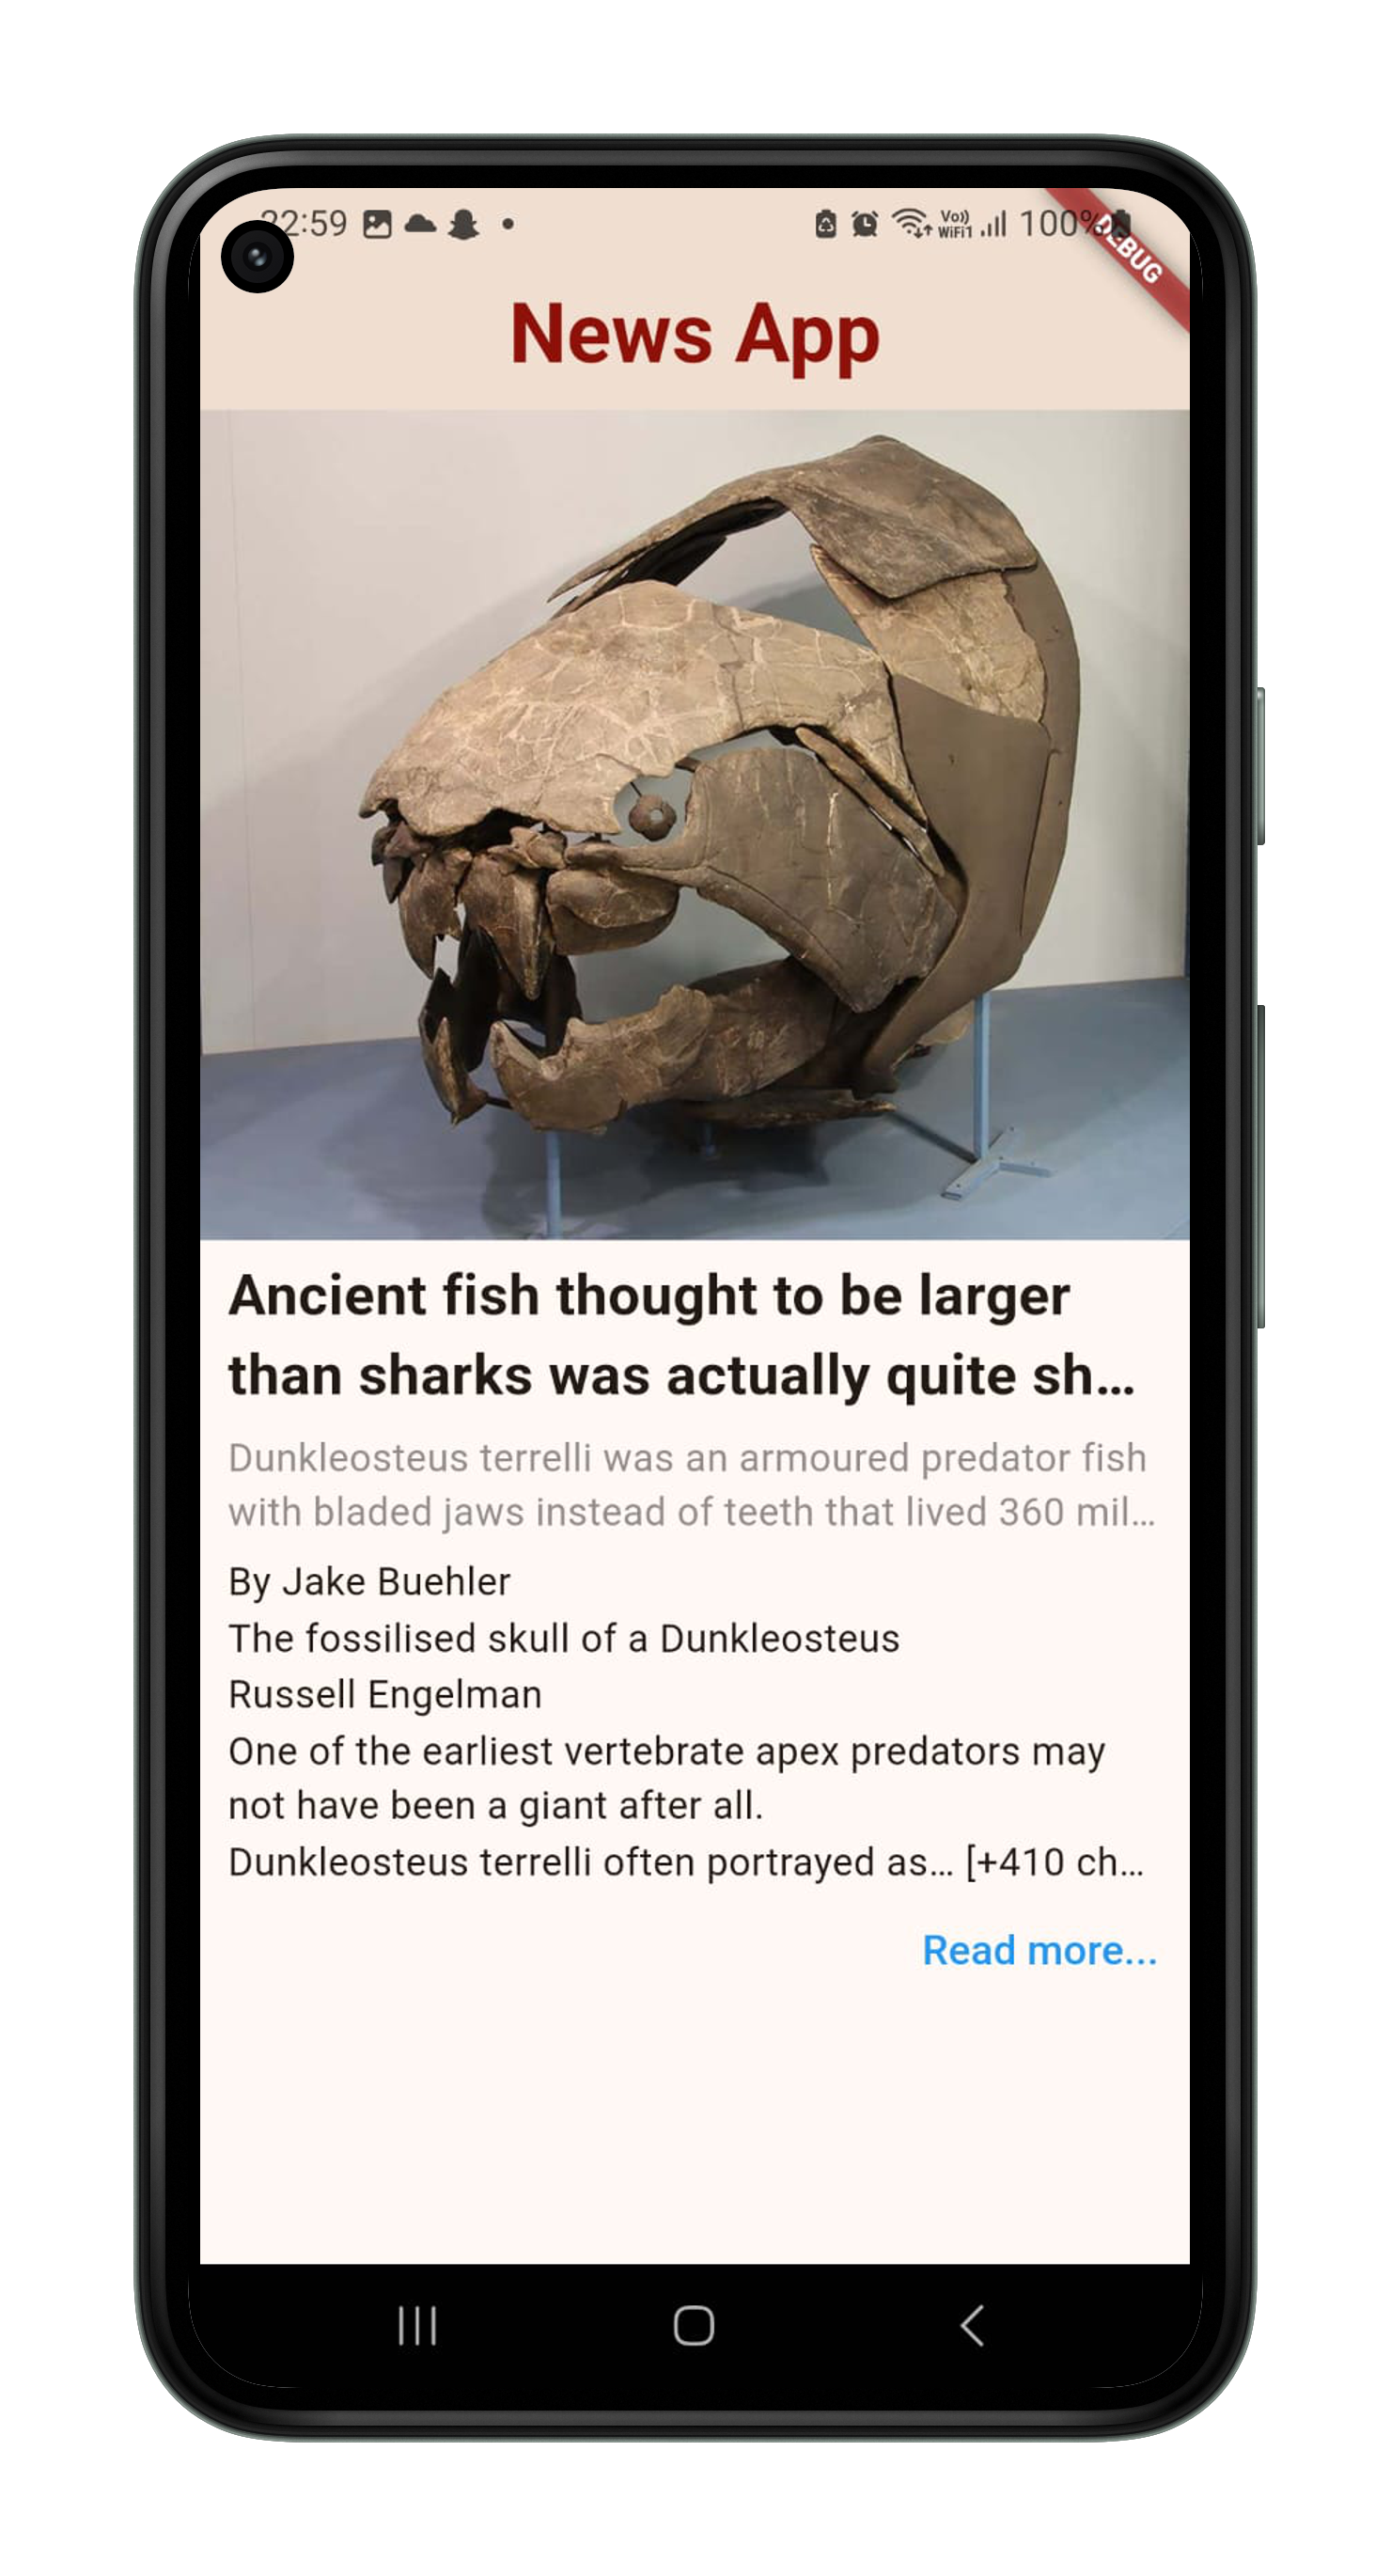 22:59 Vo)) WiFi1 100%
DEBUG
News App
Ancient fish thought to be larger
than sharks was actually quite sh...
Dunkleosteus terrelli was an armoured predator fish
with bladed jaws instead of teeth that lived 360 mil...
By Jake Buehler
The fossilised skull of a Dunkleosteus
Russell Engelman
One of the earliest vertebrate apex predators may
not have been a giant after all.
Dunkleosteus terrelli often portrayed as... [+410 ch...
Read more...